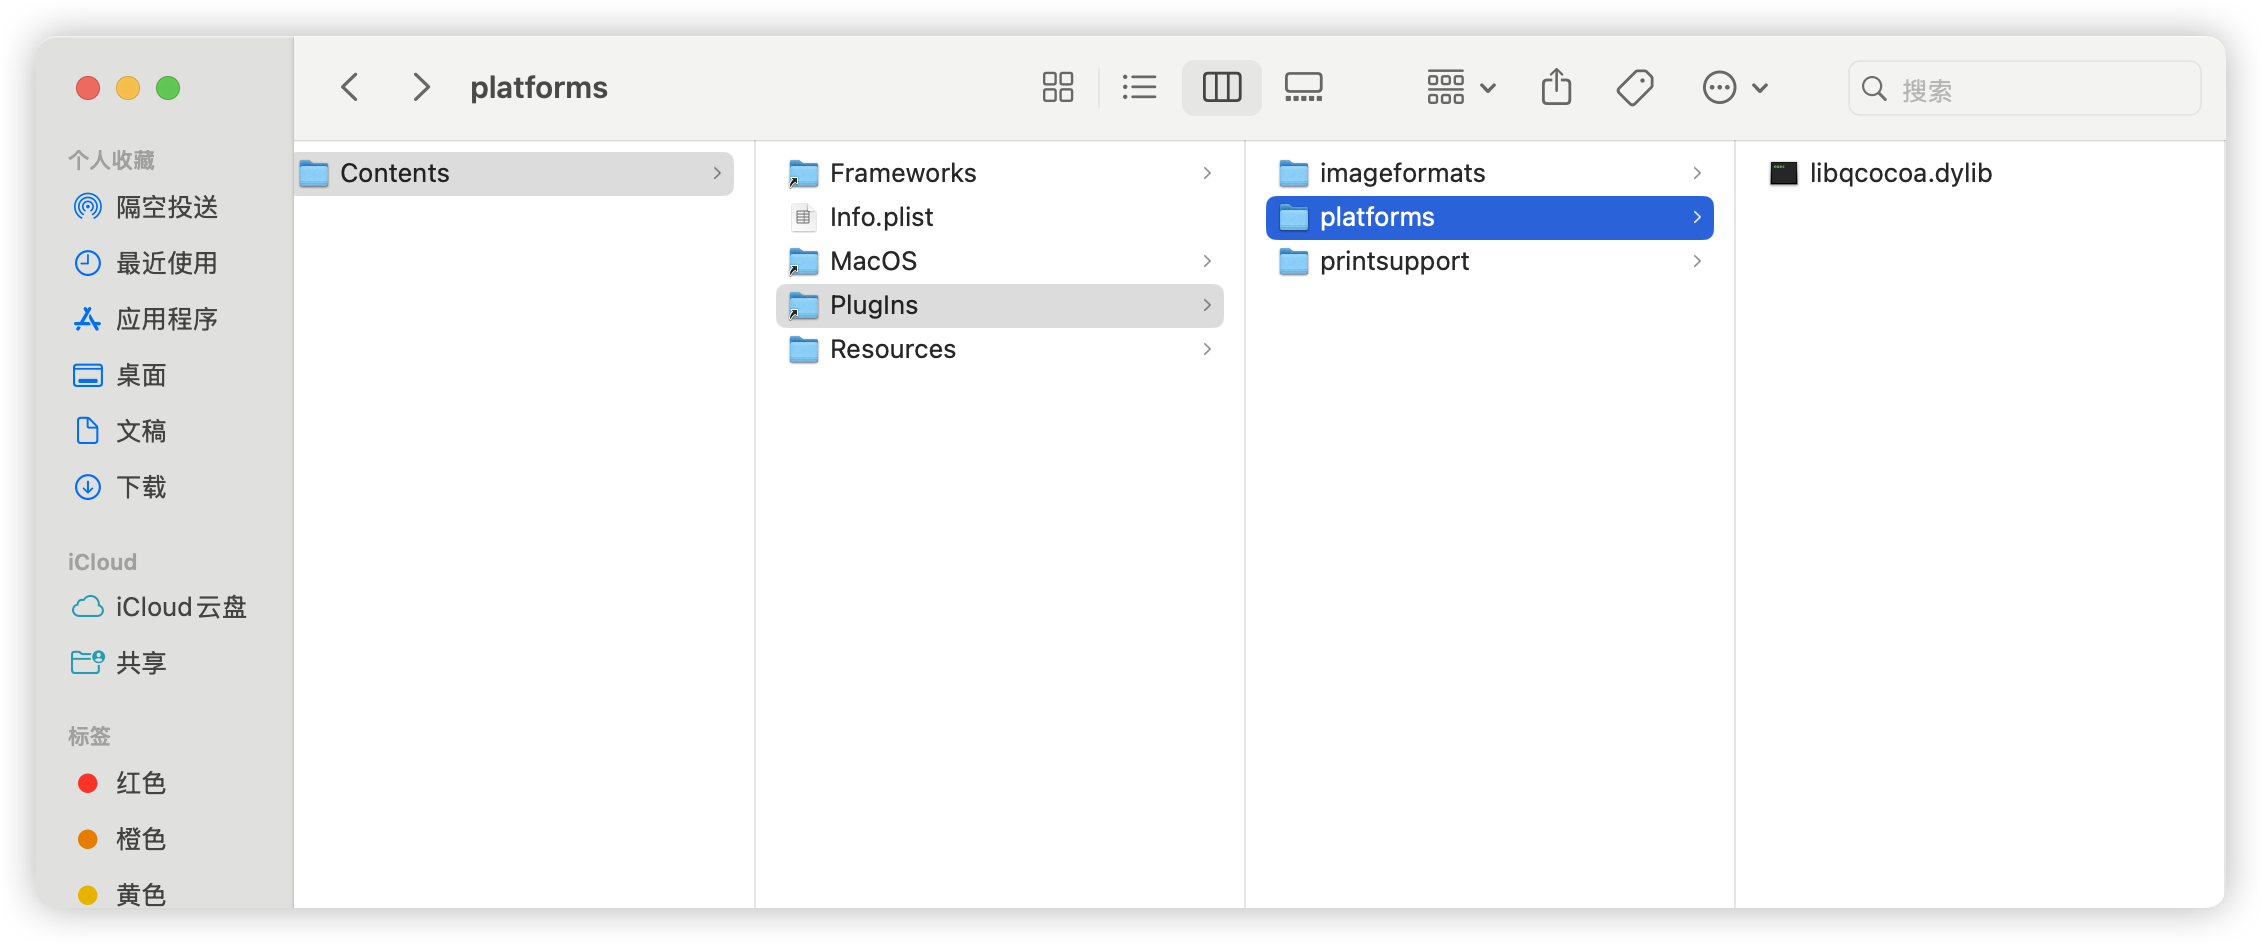 platforms
搜索
个人收藏
隔空投送
最近使用
应用程序
桌面
文稿
下载
iCloud
iCloud云盘
共享
标签
红色
橙色
黄色
Contents
Frameworks
Info.plist
MacOS
PlugIns
Resources
imageformats
platforms
printsupport
libqcocoa.dylib